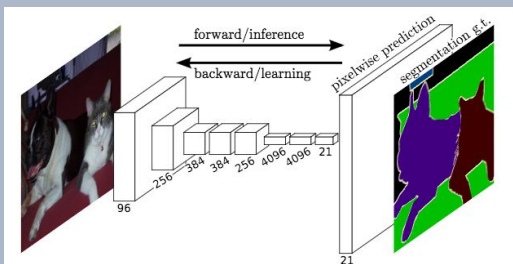 forward/inference
backward/learning
pixelwise prediction
segmentation g.t.
96
256
384
384
256
4096
4096
21
21